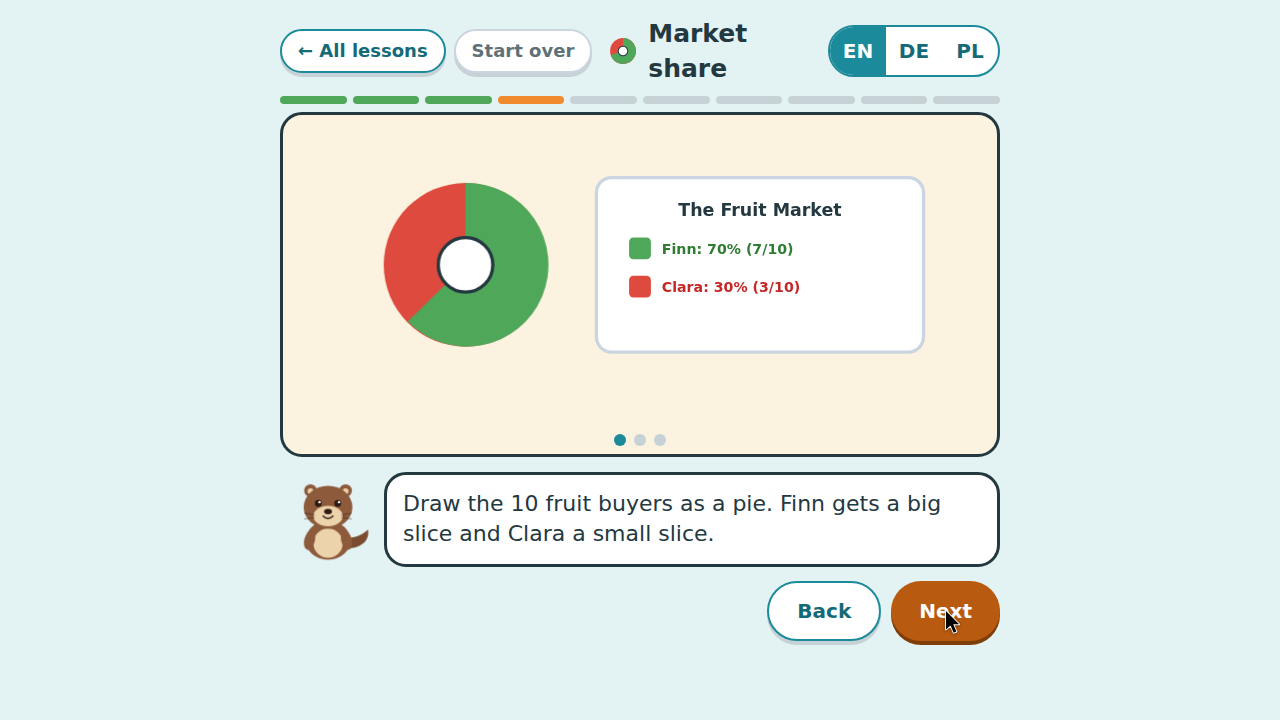 ← All lessons
Start over
Market
share
EN
DE
PL
The Fruit Market
Finn: 70% (7/10)
Clara: 30% (3/10)
Draw the 10 fruit buyers as a pie. Finn gets a big
slice and Clara a small slice.
Back
Next